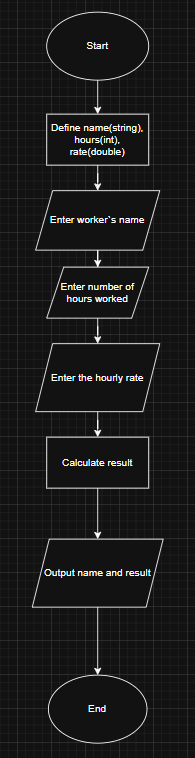 Start
Define name(string),
hours(int),
rate(double)
Enter worker`s name
Enter number of
hours worked
Enter the hourly rate
Calculate result
Output name and result
End